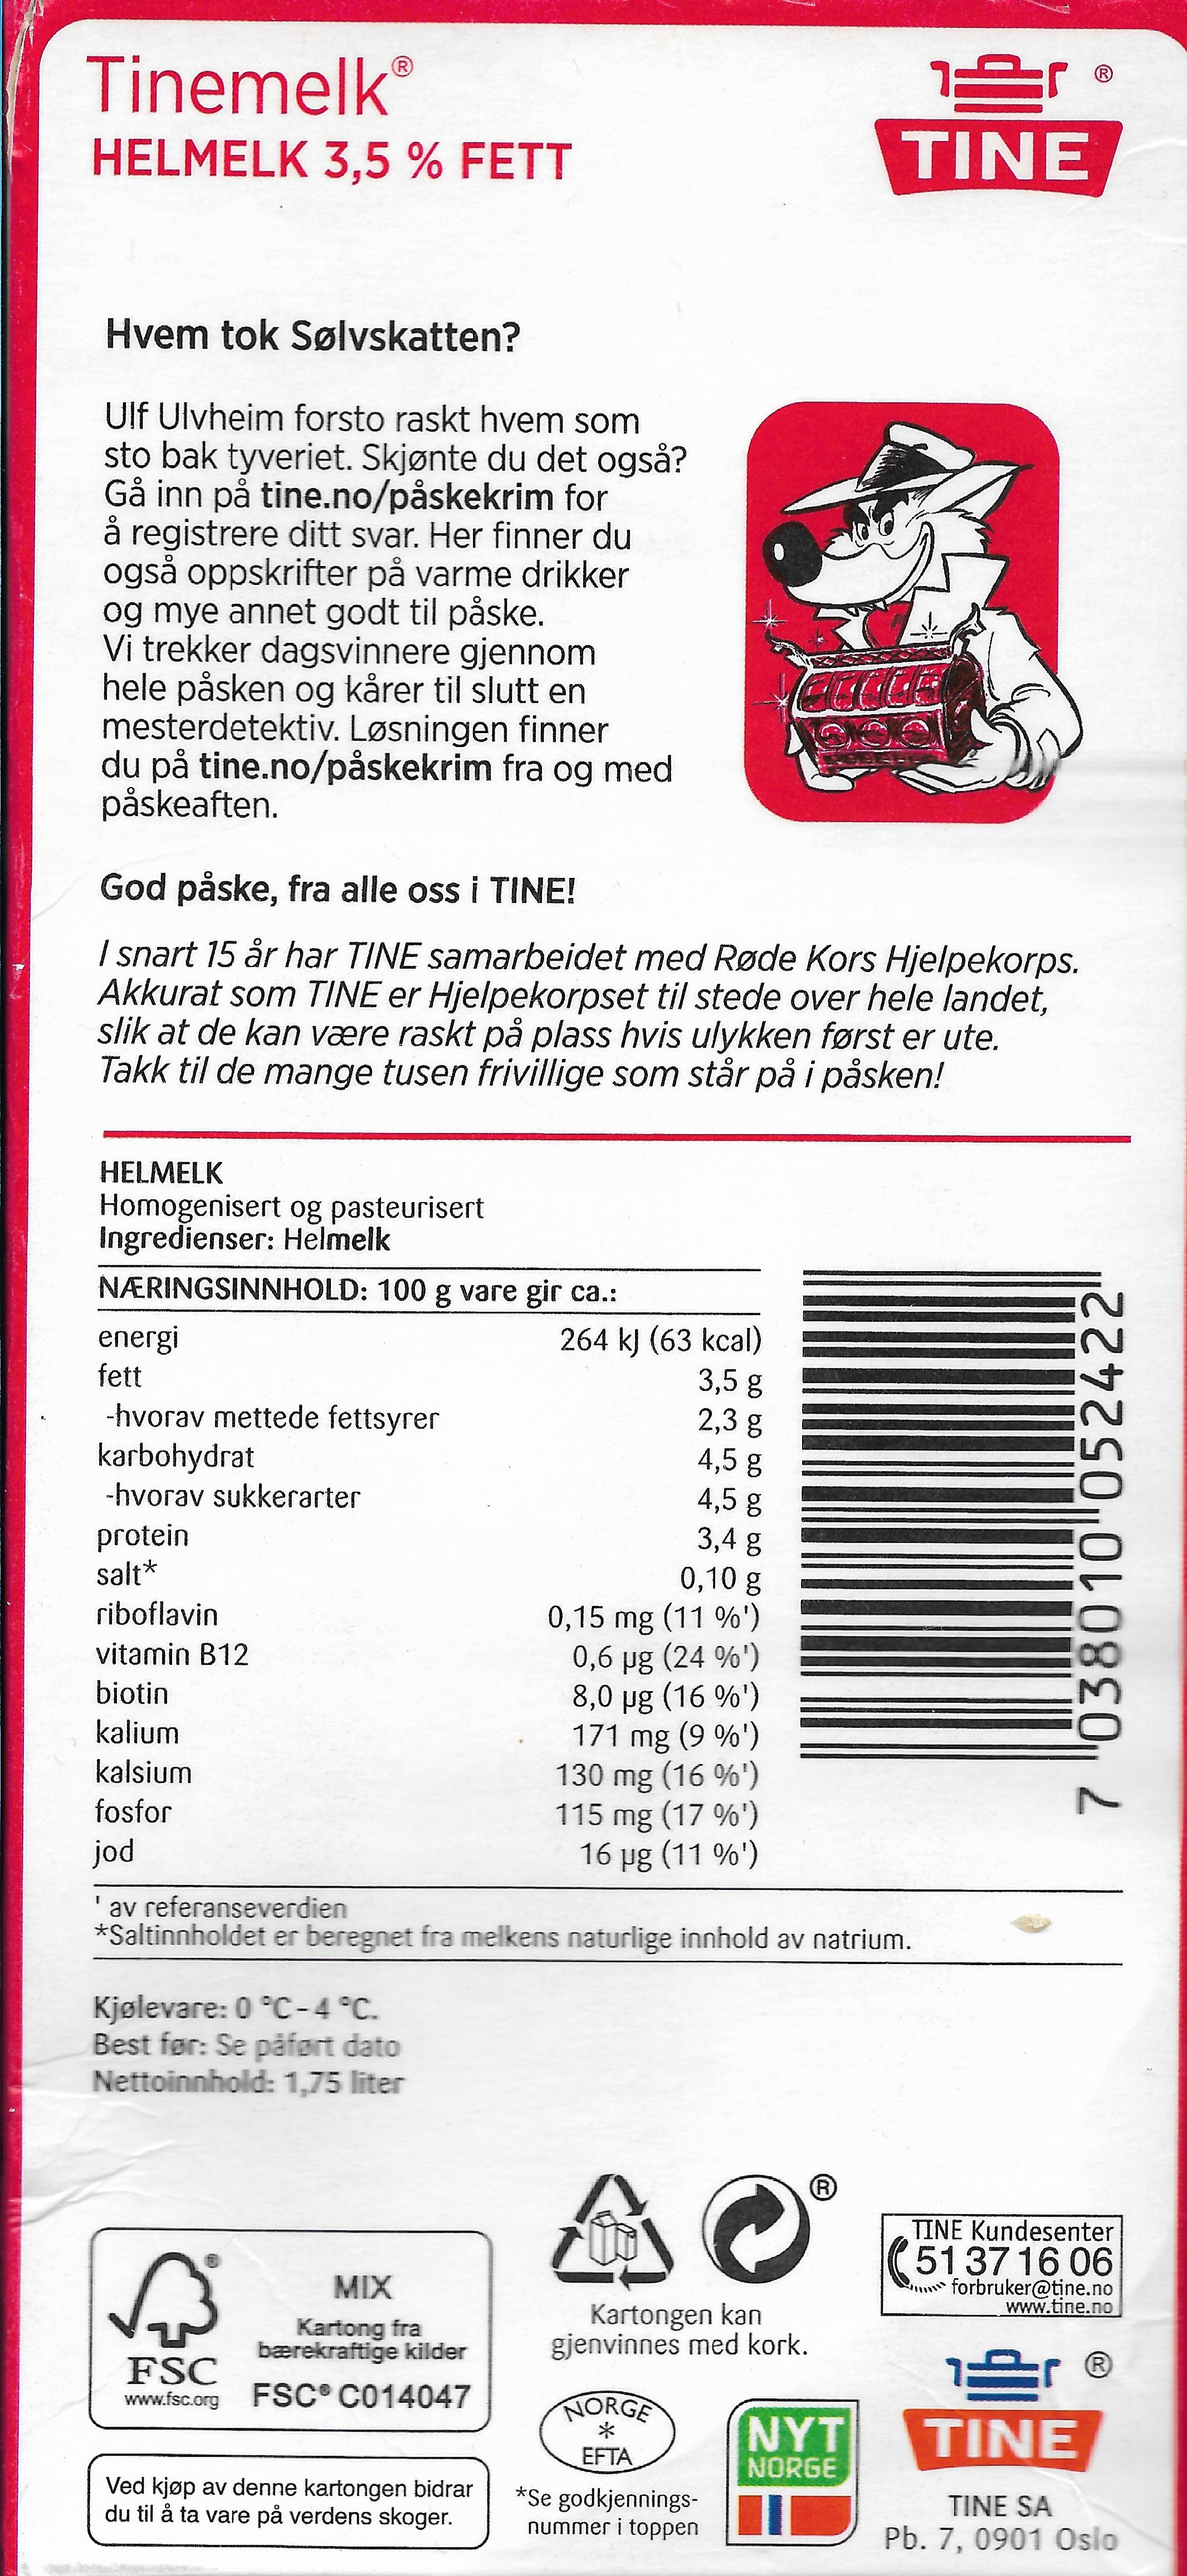 Tinemelk®
HELMELK 3,5 % FETT
TINE ®
Hvem tok Sølvskatten?
Ulf Ulvheim forsto raskt hvem som
sto bak tyveriet. Skjønte du det også?
Gå inn på tine.no/påskekrim for
å registrere ditt svar. Her finner du
også oppskrifter på varme drikker
og mye annet godt til påske.
Vi trekker dagsvinnere gjennom
hele påsken og kårer til slutt en
mesterdetektiv. Løsningen finner
du på tine.no/påskekrim fra og med
påskeaften.
God påske, fra alle oss i TINE!
I snart 15 år har TINE samarbeidet med Røde Kors Hjelpekorps.
Akkurat som TINE er Hjelpekorpset til stede over hele landet,
slik at de kan være raskt på plass hvis ulykken først er ute.
Takk til de mange tusen frivillige som står på i påsken!
HELMELK
Homogenisert og pasteurisert
Ingredienser: Helmelk
NÆRINGSINNHOLD: 100 g vare gir ca.:
energi 264 kJ (63 kcal)
fett 3,5 g
-hvorav mettede fettsyrer 2,3 g
karbohydrat 4,5 g
-hvorav sukkerarter 4,5 g
protein 3,4 g
salt* 0,10 g
riboflavin 0,15 mg (11 %')
vitamin B12 0,6 µg (24 %')
biotin 8,0 µg (16 %')
kalium 171 mg (9 %')
kalsium 130 mg (16 %')
fosfor 115 mg (17 %')
jod 16 µg (11 %')
7 038010 052422
' av referanseverdien
*Saltinnholdet er beregnet fra melkens naturlige innhold av natrium.
Kjølevare: 0 °C-4 °C.
Best før: Se påført dato
Nettoinnhold: 1,75 liter
®
FSC
www.fsc.org
MIX
Kartong fra
bærekraftige kilder
FSC® C014047
Ved kjøp av denne kartongen bidrar
du til å ta vare på verdens skoger.
®
Kartongen kan
gjenvinnes med kork.
NORGE
*
EFTA
*Se godkjennings-
nummer i toppen
NYT
NORGE
TINE Kundesenter
51 37 16 06
forbruker@tine.no
www.tine.no
TINE ®
TINE SA
Pb. 7, 0901 Oslo